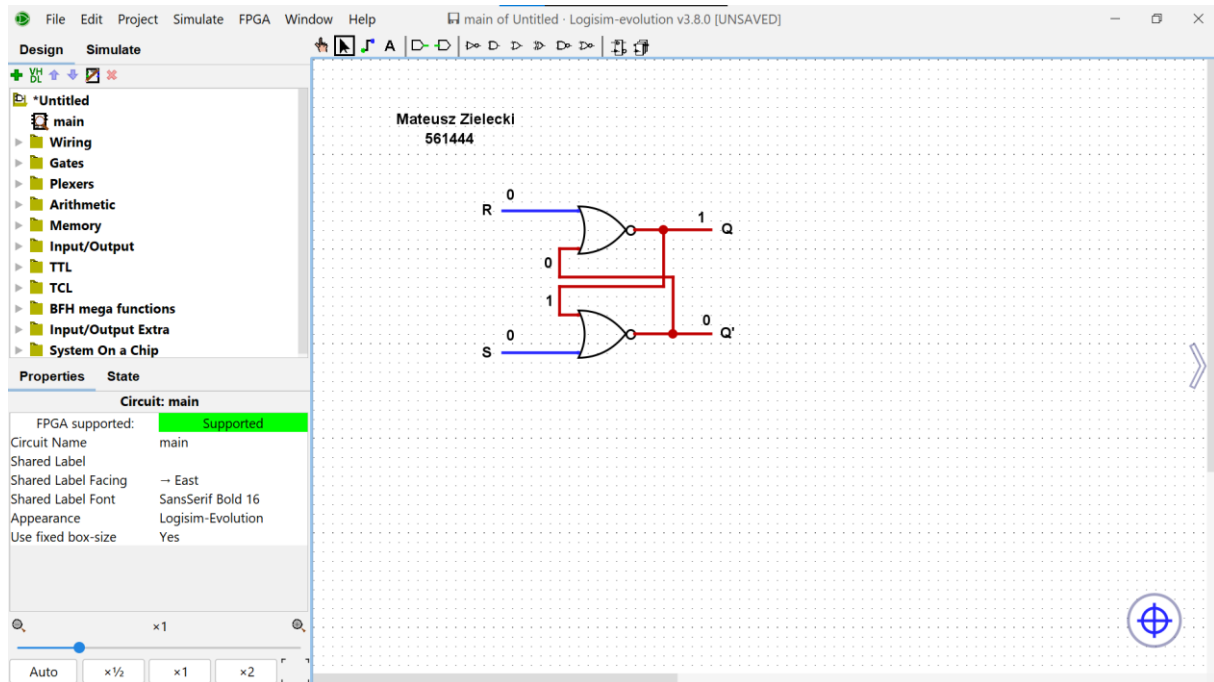 File Edit Project Simulate FPGA Window Help
main of Untitled · Logisim-evolution v3.8.0 [UNSAVED]
Design Simulate
A
VH
DL
*Untitled
main
Wiring
Gates
Plexers
Arithmetic
Memory
Input/Output
TTL
TCL
BFH mega functions
Input/Output Extra
System On a Chip
Properties State
Circuit: main
FPGA supported: Supported
Circuit Name main
Shared Label
Shared Label Facing → East
Shared Label Font SansSerif Bold 16
Appearance Logisim-Evolution
Use fixed box-size Yes
×1
Auto ×½ ×1 ×2
Mateusz Zielecki
561444
0
R
1
Q
0
1
0
Q'
0
S